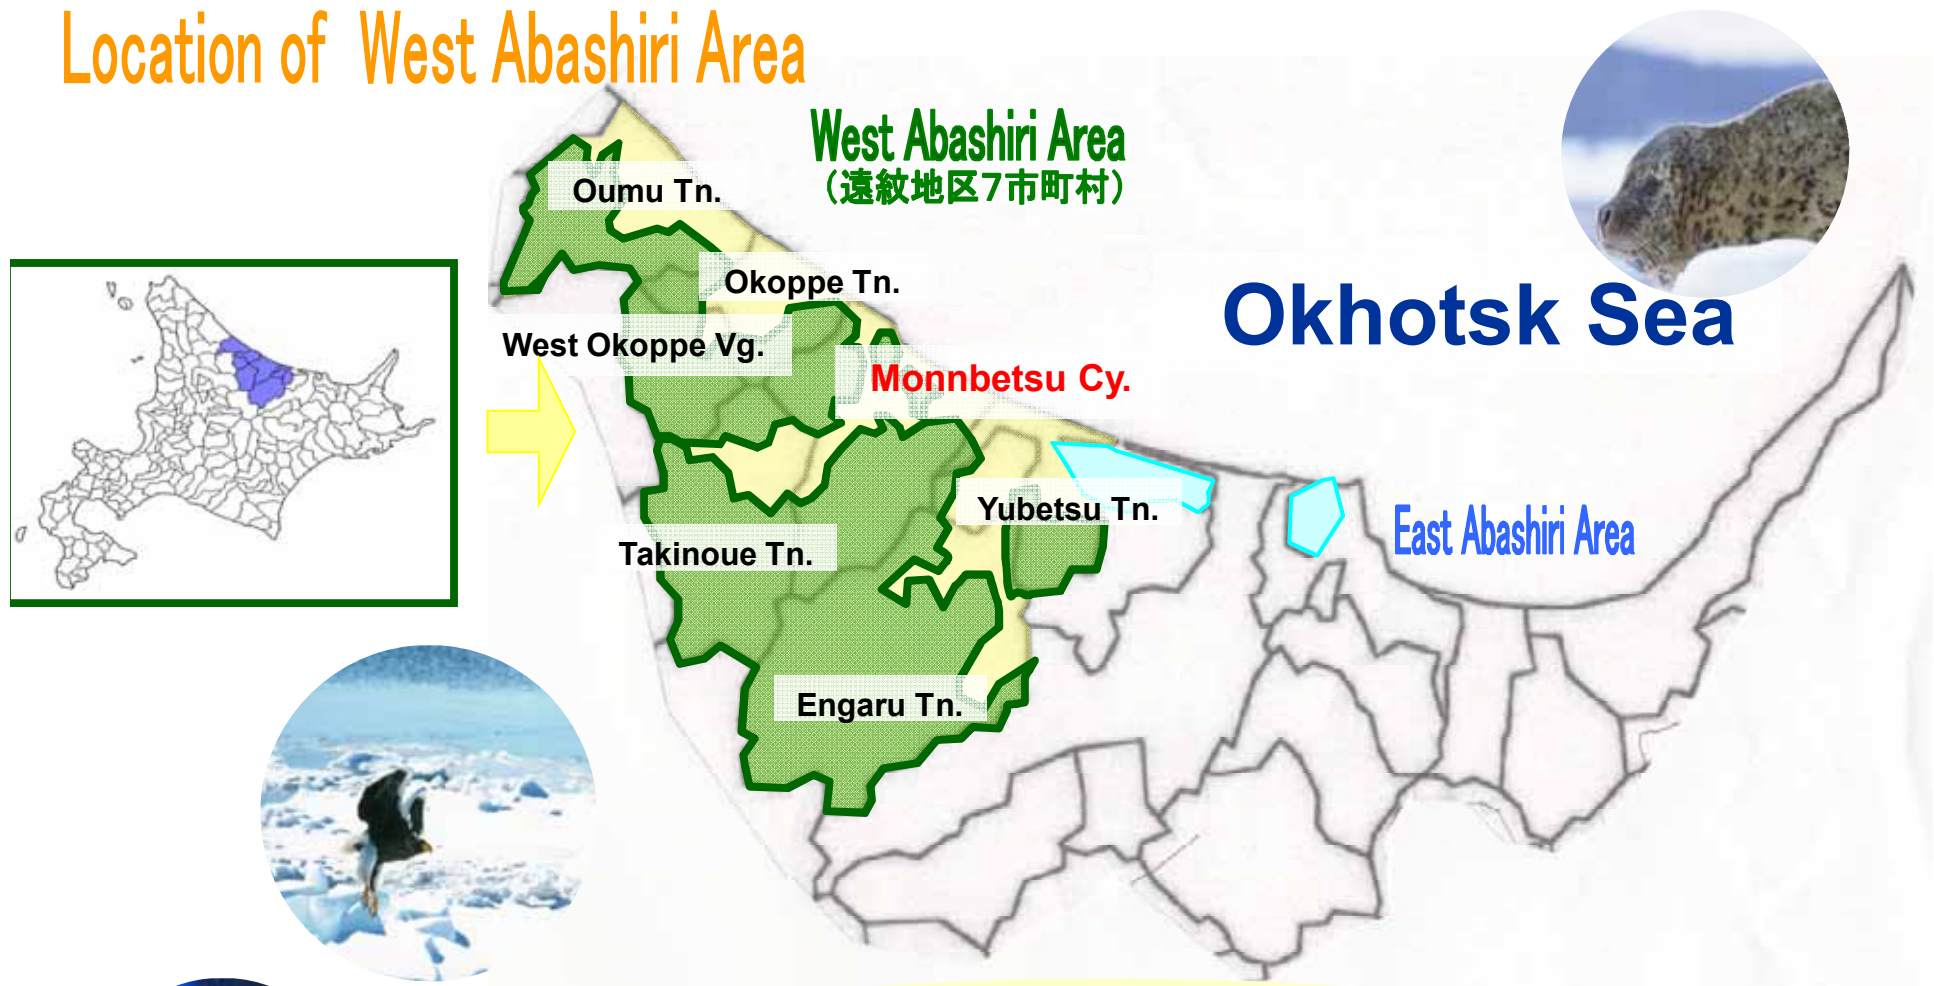 Location of West Abashiri Area
West Abashiri Area
（遠紋地区７市町村）
Oumu Tn.
Okoppe Tn.
Okhotsk Sea
West Okoppe Vg.
Monnbetsu Cy.
Yubetsu Tn.
East Abashiri Area
Takinoue Tn.
Engaru Tn.